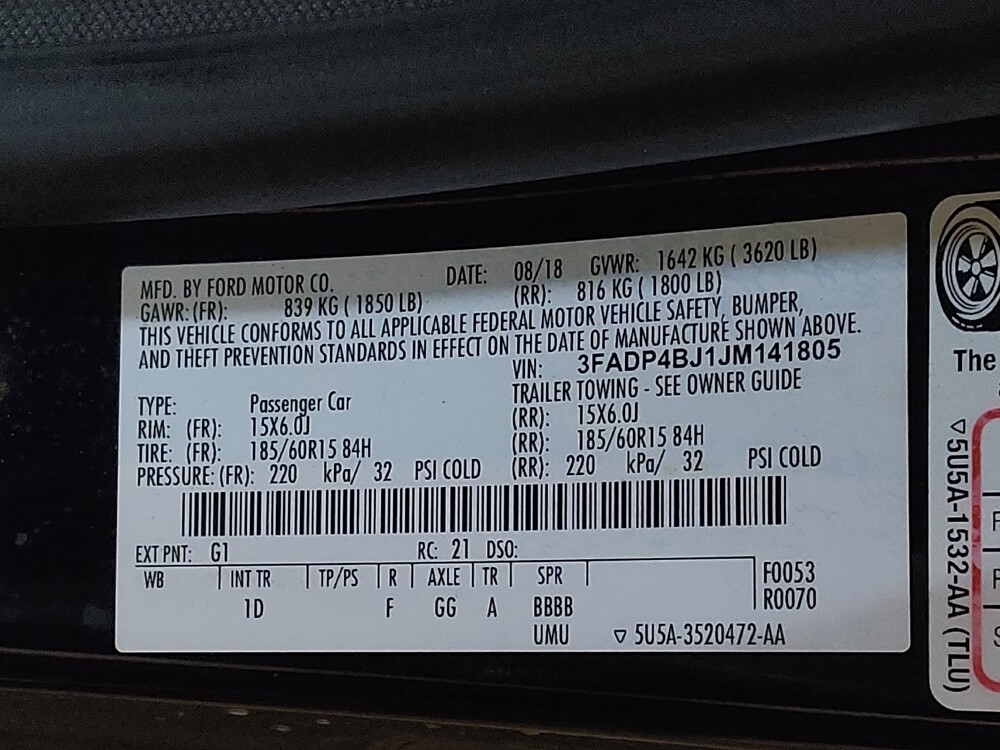 MFD. BY FORD MOTOR CO. DATE: 08/18 GVWR: 1642 KG ( 3620 LB)
GAWR: (FR): 839 KG ( 1850 LB) (RR): 816 KG ( 1800 LB)
THIS VEHICLE CONFORMS TO ALL APPLICABLE FEDERAL MOTOR VEHICLE SAFETY, BUMPER,
AND THEFT PREVENTION STANDARDS IN EFFECT ON THE DATE OF MANUFACTURE SHOWN ABOVE.
VIN: 3FADP4BJ1JM141805
TRAILER TOWING - SEE OWNER GUIDE
TYPE: Passenger Car
RIM: (FR): 15X6.0J (RR): 15X6.0J
TIRE: (FR): 185/60R15 84H (RR): 185/60R15 84H
PRESSURE: (FR): 220 kPa/ 32 PSI COLD (RR): 220 kPa/ 32 PSI COLD
EXT PNT: G1 RC: 21 DSO:
WB INT TR TP/PS R AXLE TR SPR F0053
1D F GG A BBBB R0070
UMU ▽ 5U5A-3520472-AA
The
▽5U5A-1532-AA (TLU)
F
F
S